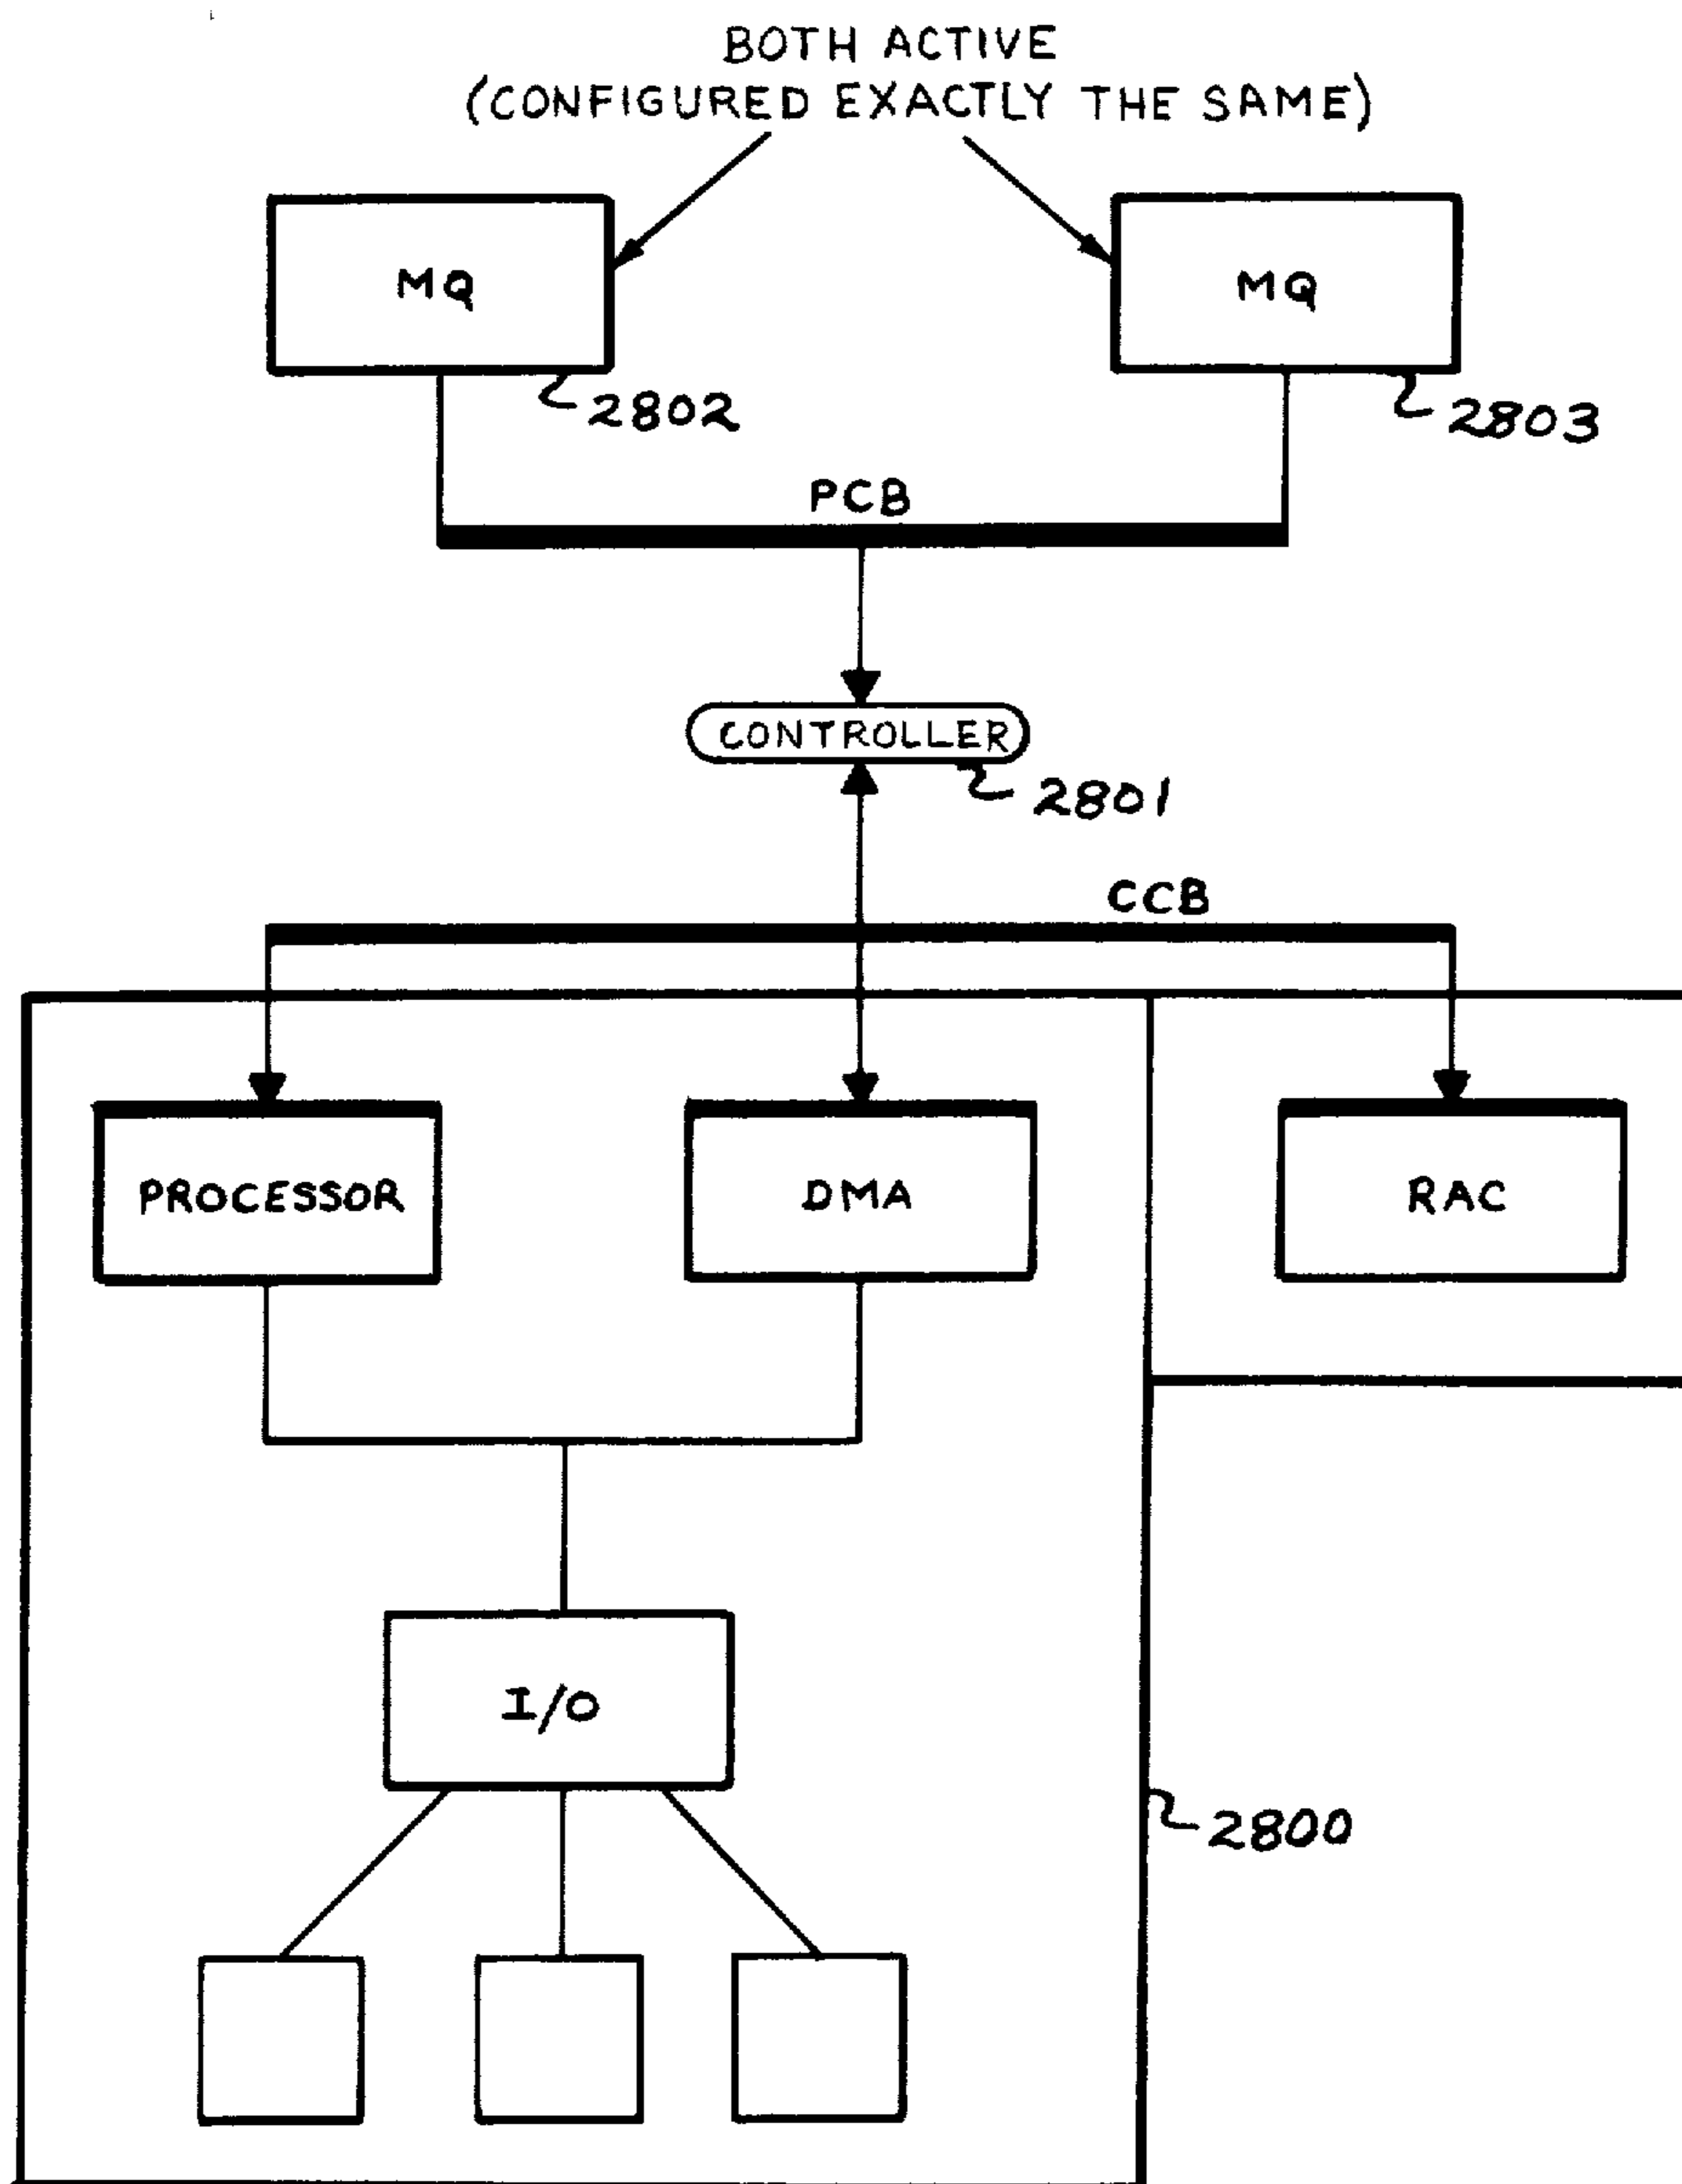 BOTH ACTIVE
(CONFIGURED EXACTLY THE SAME)
MQ
MQ
2802
2803
PCB
CONTROLLER
2801
CCB
PROCESSOR
DMA
RAC
I/O
2800